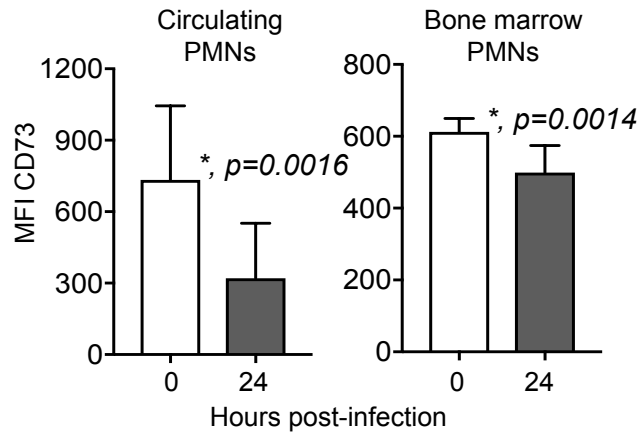 Circulating
PMNs
Bone marrow
PMNs
MFI CD73
1200
900
600
300
0
*, p=0.0016
0
24
800
600
400
200
0
*, p=0.0014
0
24
Hours post-infection